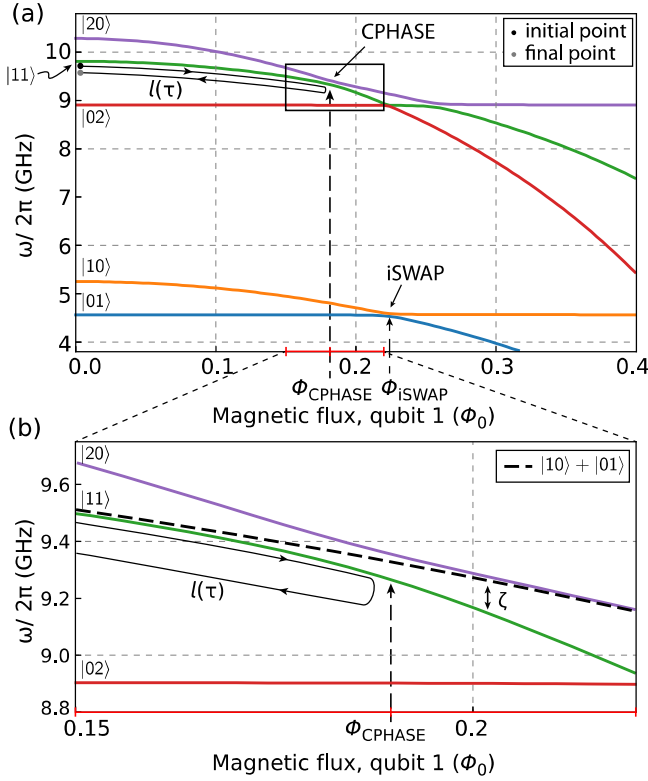 (a)
|20⟩
CPHASE
initial point
final point
10
|11⟩
l(τ)
9
|02⟩
8
ω/ 2π (GHz)
7
6
|10⟩
iSWAP
5
|01⟩
4
0.0
0.1
0.2
0.3
0.4
Φ_CPHASE Φ_iSWAP
Magnetic flux, qubit 1 (Φ_0)
(b)
|20⟩
|10⟩ + |01⟩
9.6
|11⟩
9.4
ω/ 2π (GHz)
l(τ)
ζ
9.2
9.0
|02⟩
8.8
0.15
Φ_CPHASE
0.2
Magnetic flux, qubit 1 (Φ_0)